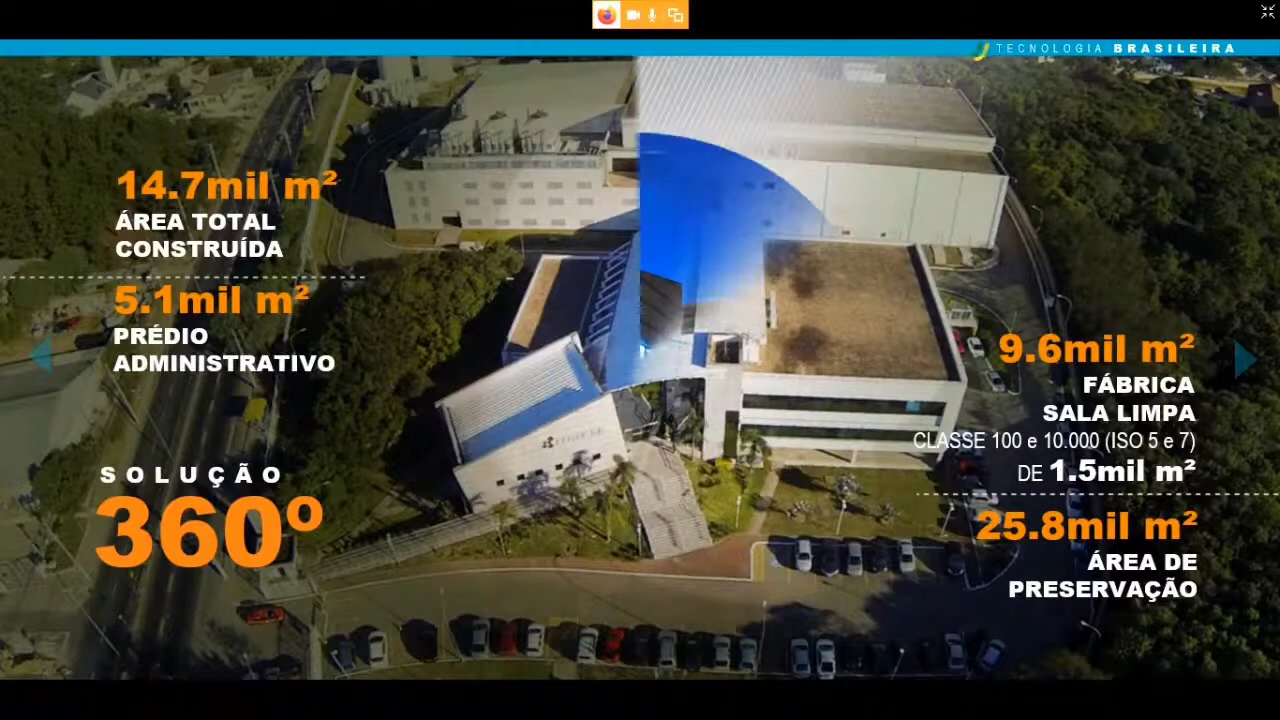 TECNOLOGIA BRASILEIRA
14.7mil m²
ÁREA TOTAL
CONSTRUÍDA
5.1mil m²
PRÉDIO
ADMINISTRATIVO
SOLUÇÃO
360º
9.6mil m²
FÁBRICA
SALA LIMPA
CLASSE 100 e 10.000 (ISO 5 e 7)
DE 1.5mil m²
25.8mil m²
ÁREA DE
PRESERVAÇÃO